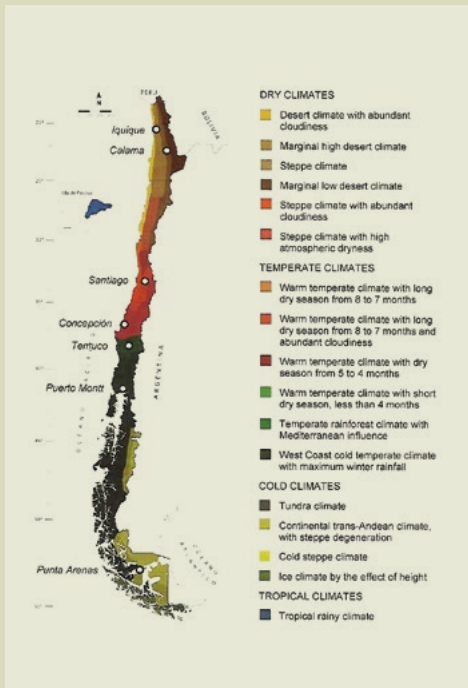 PERU
BOLIVIA
Iquique
Calama
Santiago
Concepción
Temuco
ARGENTINA
Puerto Montt
Punta Arenas
DRY CLIMATES
Desert climate with abundant
cloudiness
Marginal high desert climate
Steppe climate
Marginal low desert climate
Steppe climate with abundant
cloudiness
Steppe climate with high
atmospheric dryness
TEMPERATE CLIMATES
Warm temperate climate with long
dry season from 8 to 7 months
Warm temperate climate with long
dry season from 8 to 7 months and
abundant cloudiness
Warm temperate climate with dry
season from 5 to 4 months
Warm temperate climate with short
dry season, less than 4 months
Temperate rainforest climate with
Mediterranean influence
West Coast cold temperate climate
with maximum winter rainfall
COLD CLIMATES
Tundra climate
Continental trans-Andean climate,
with steppe degeneration
Cold steppe climate
Ice climate by the effect of height
TROPICAL CLIMATES
Tropical rainy climate